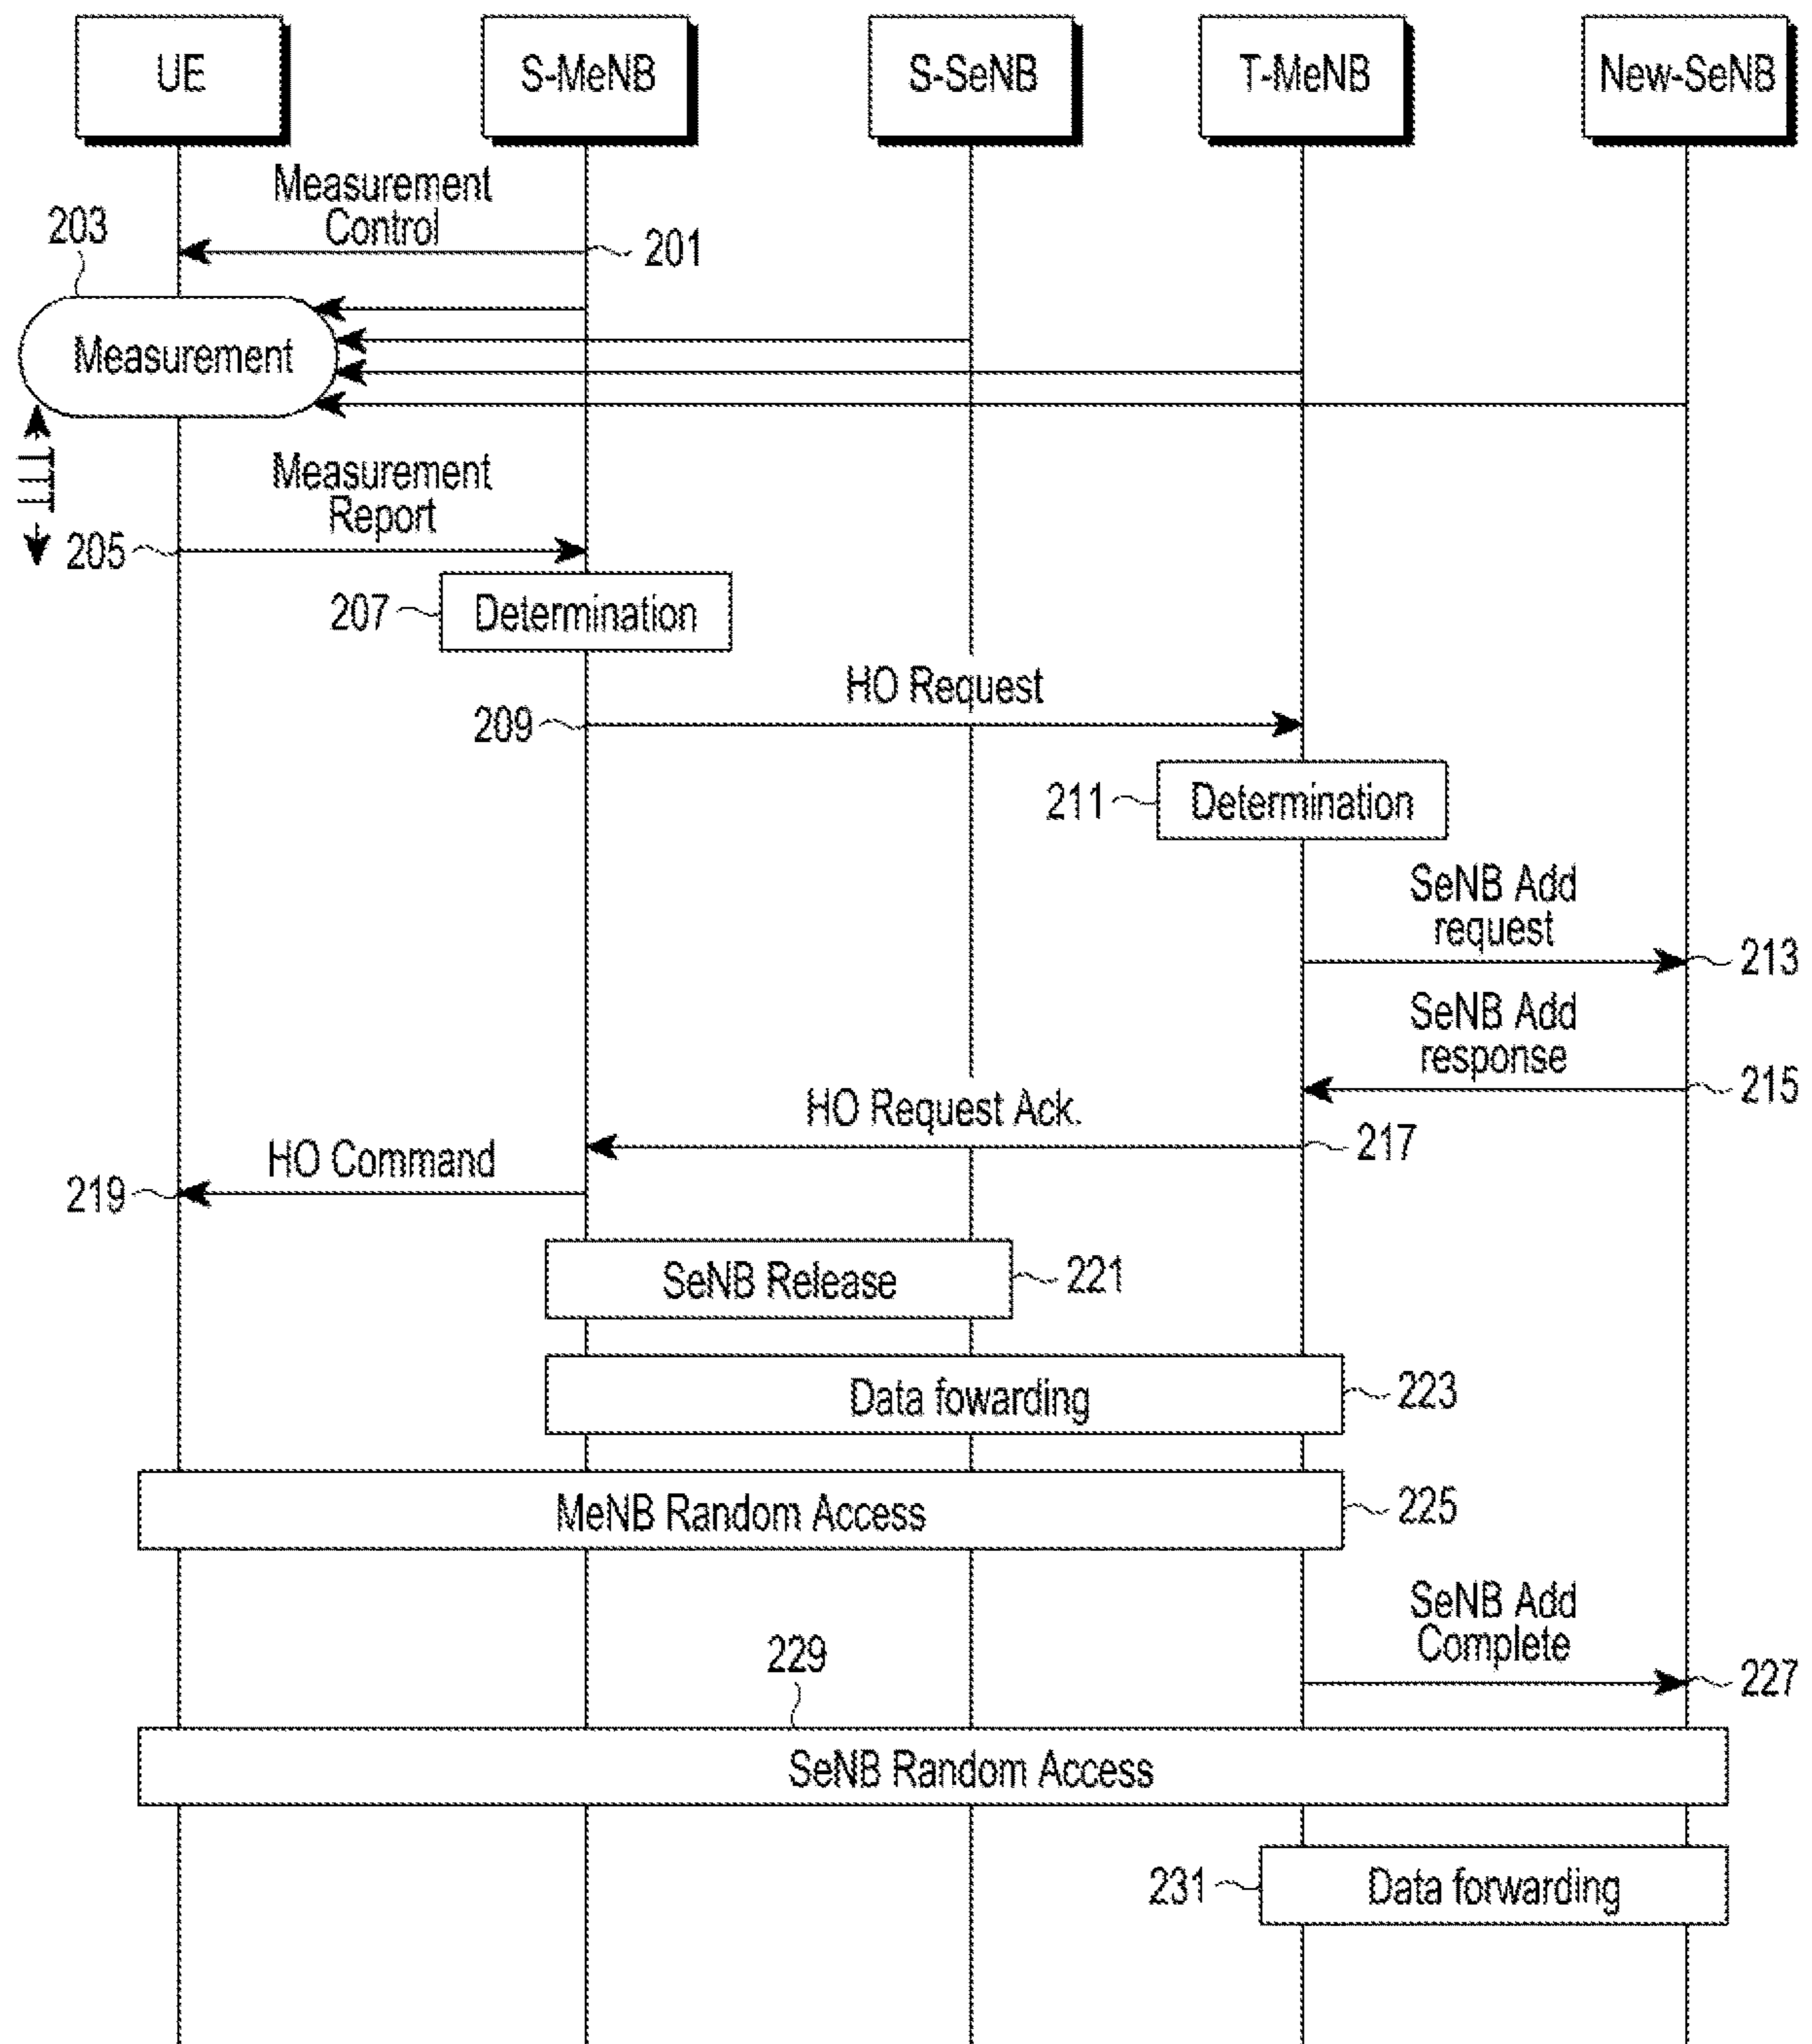 UE
S-MeNB
S-SeNB
T-MeNB
New-SeNB
Measurement
Control
201
203
Measurement
TTT
Measurement
Report
205
207
Determination
HO Request
209
211
Determination
SeNB Add
request
213
SeNB Add
response
215
HO Request Ack.
217
HO Command
219
SeNB Release
221
Data fowarding
223
MeNB Random Access
225
SeNB Add
Complete
227
229
SeNB Random Access
231
Data forwarding